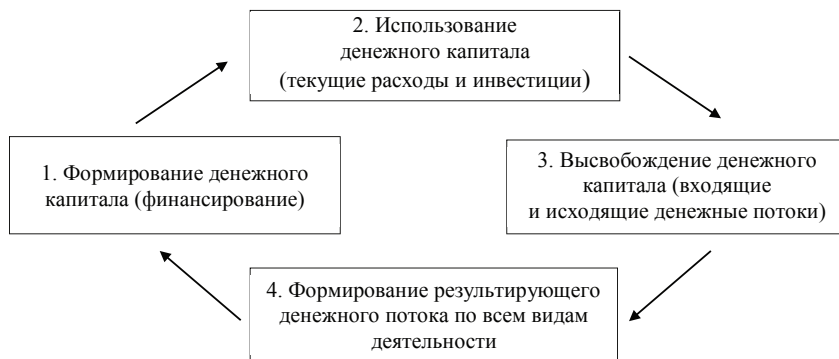 1. Формирование денежного
капитала (финансирование)
2. Использование
денежного капитала
(текущие расходы и инвестиции)
3. Высвобождение денежного
капитала (входящие
и исходящие денежные потоки)
4. Формирование результирующего
денежного потока по всем видам
деятельности